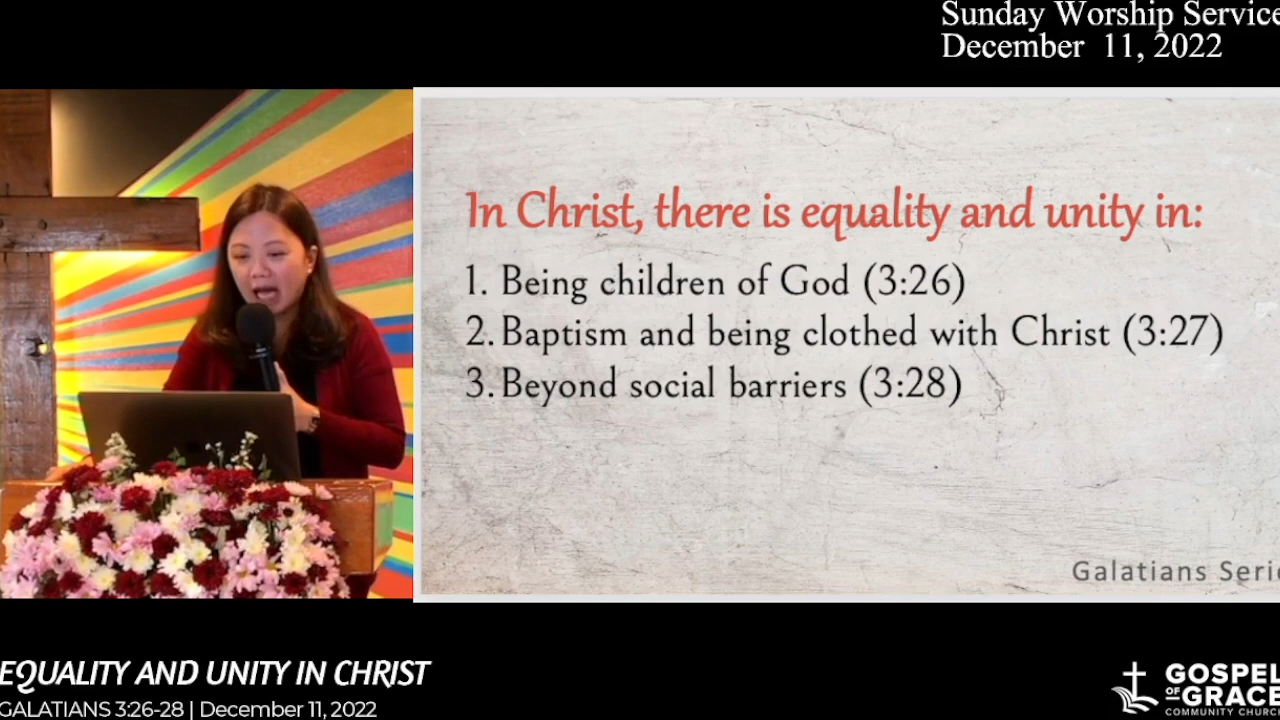 Sunday Worship Service
December 11, 2022
In Christ, there is equality and unity in:
1. Being children of God (3:26)
2. Baptism and being clothed with Christ (3:27)
3. Beyond social barriers (3:28)
Galatians Serie
EQUALITY AND UNITY IN CHRIST
GALATIANS 3:26-28 | December 11, 2022
GOSPEL
OF GRACE
COMMUNITY CHURCH